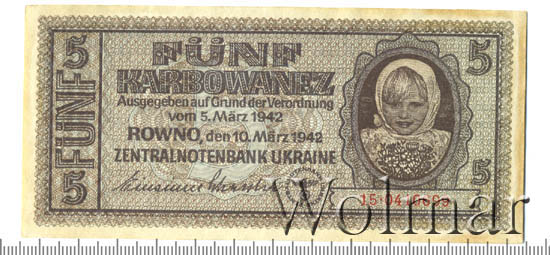 5
FÜNF
5
FÜNF
KARBOWANEZ
Ausgegeben auf Grund der Verordnung
vom 5. März 1942
ROWNO, den 10. März 1942
ZENTRALNOTENBANK UKRAINE
5
5
Wolmar